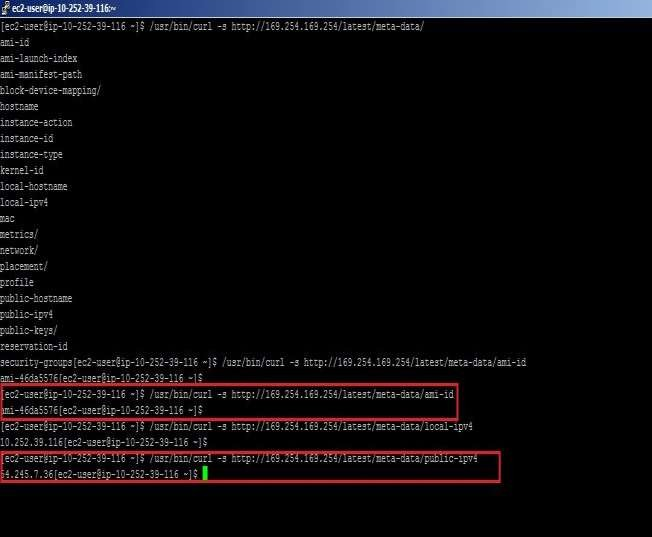 ec2-user@ip-10-252-39-116:~
[ec2-user@ip-10-252-39-116 ~]$ /usr/bin/curl -s http://169.254.169.254/latest/meta-data/
ami-id
ami-launch-index
ami-manifest-path
block-device-mapping/
hostname
instance-action
instance-id
instance-type
kernel-id
local-hostname
local-ipv4
mac
metrics/
network/
placement/
profile
public-hostname
public-ipv4
public-keys/
reservation-id
security-groups[ec2-user@ip-10-252-39-116 ~]$ /usr/bin/curl -s http://169.254.169.254/latest/meta-data/ami-id
ami-46da5576[ec2-user@ip-10-252-39-116 ~]$
[ec2-user@ip-10-252-39-116 ~]$ /usr/bin/curl -s http://169.254.169.254/latest/meta-data/ami-id
ami-46da5576[ec2-user@ip-10-252-39-116 ~]$
[ec2-user@ip-10-252-39-116 ~]$ /usr/bin/curl -s http://169.254.169.254/latest/meta-data/local-ipv4
10.252.39.116[ec2-user@ip-10-252-39-116 ~]$
[ec2-user@ip-10-252-39-116 ~]$ /usr/bin/curl -s http://169.254.169.254/latest/meta-data/public-ipv4
54.245.7.36[ec2-user@ip-10-252-39-116 ~]$